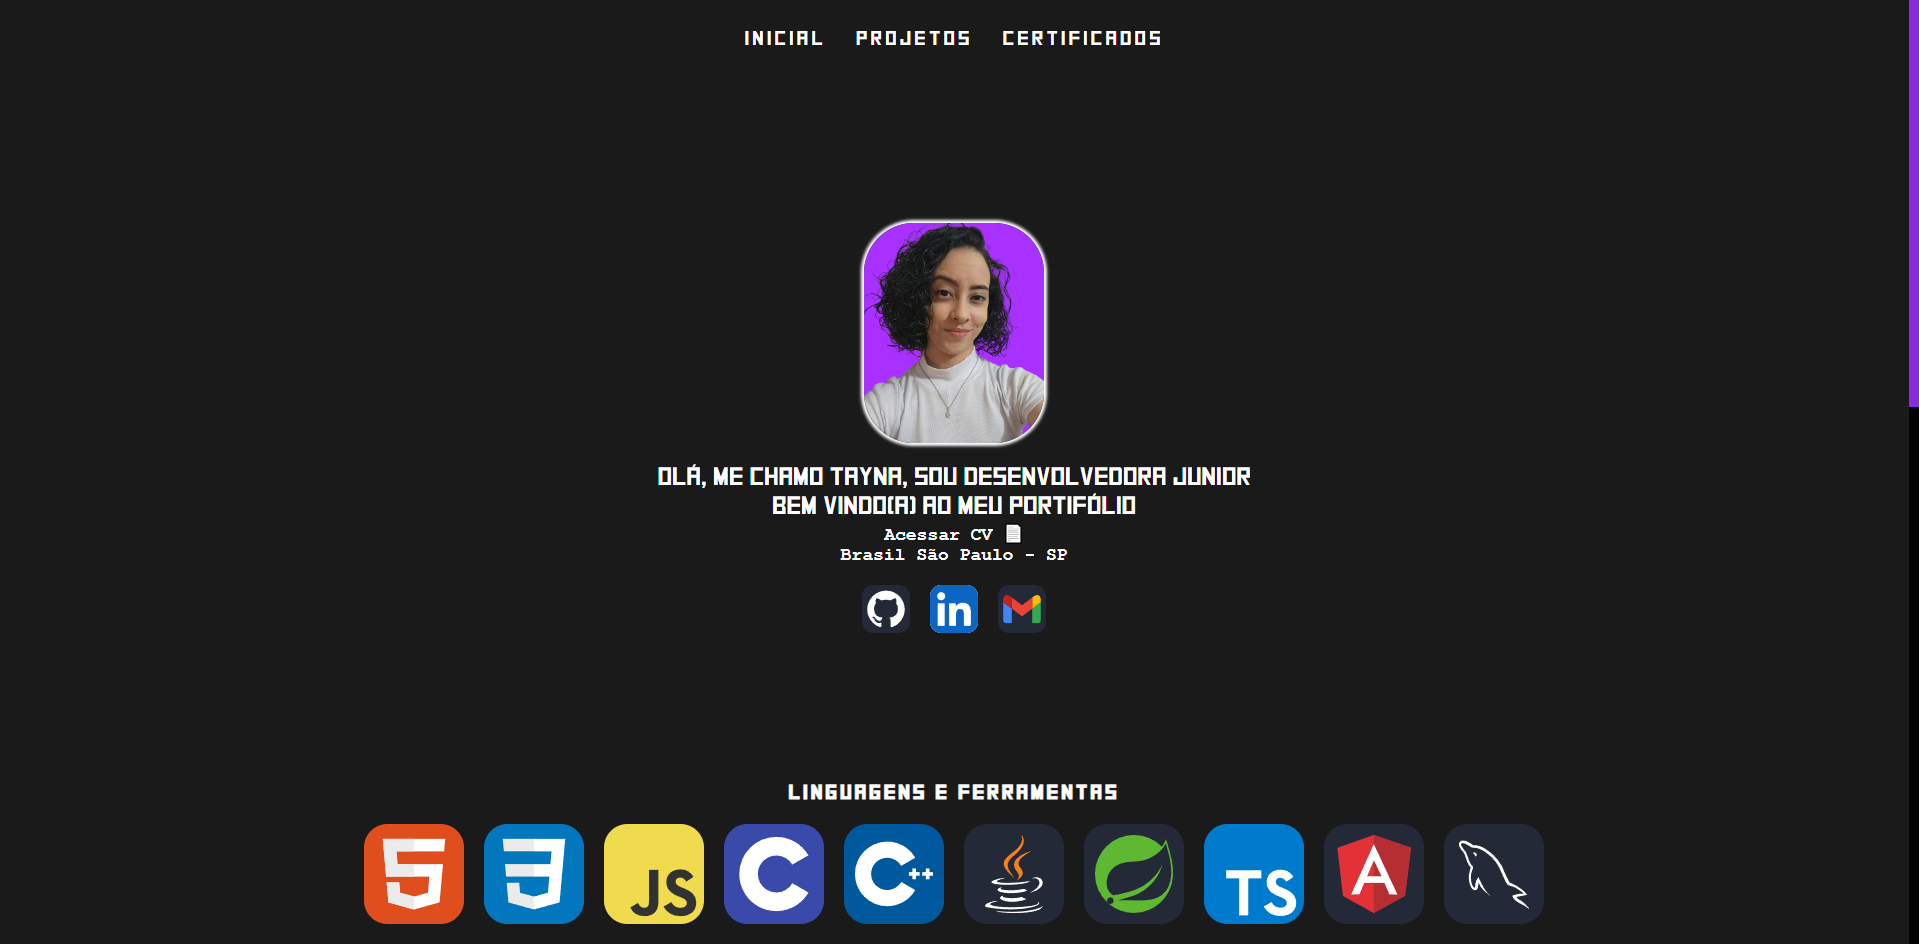 INICIAL PROJETOS CERTIFICADOS
OLÁ, ME CHAMO TAYNA, SOU DESENVOLVEDORA JUNIOR
BEM VINDO(A) AO MEU PORTIFÓLIO
Acessar CV
Brasil São Paulo - SP
in
LINGUAGENS E FERRAMENTAS
5 3 JS C C++ TS A